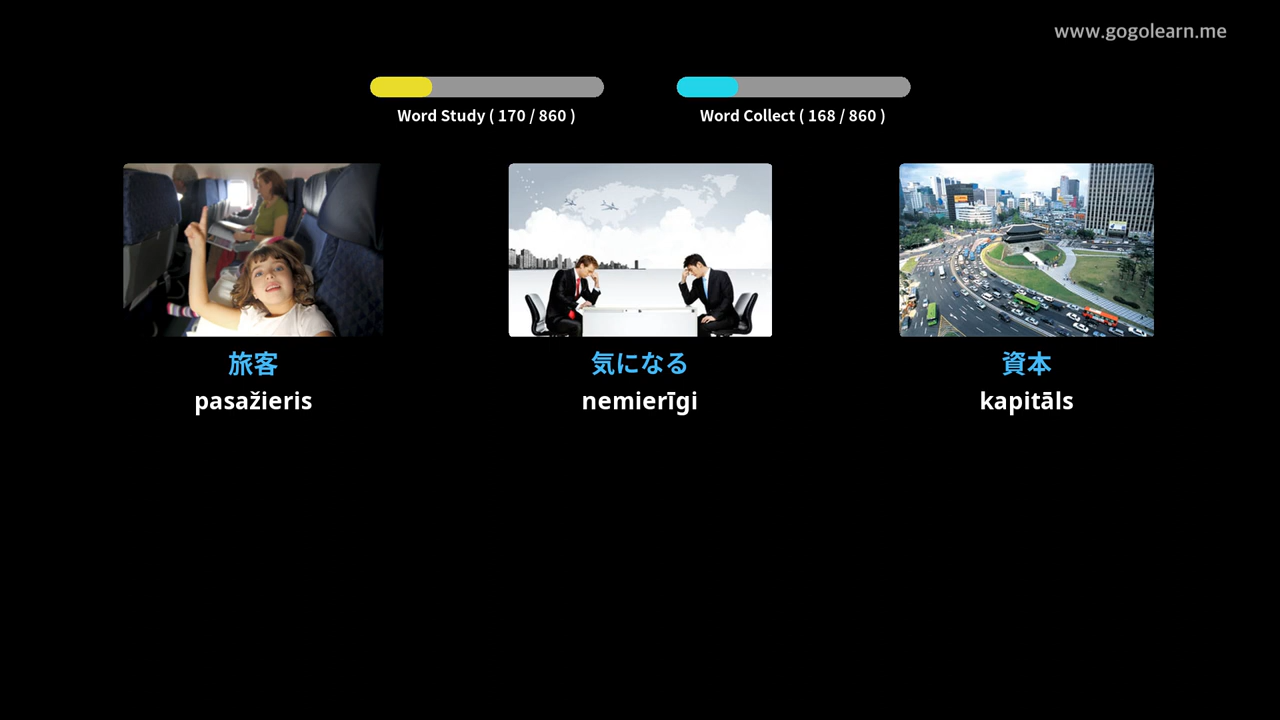 www.gogolearn.me
Word Study ( 170 / 860 )
Word Collect ( 168 / 860 )
旅客
気になる
資本
pasažieris
nemierīgi
kapitāls